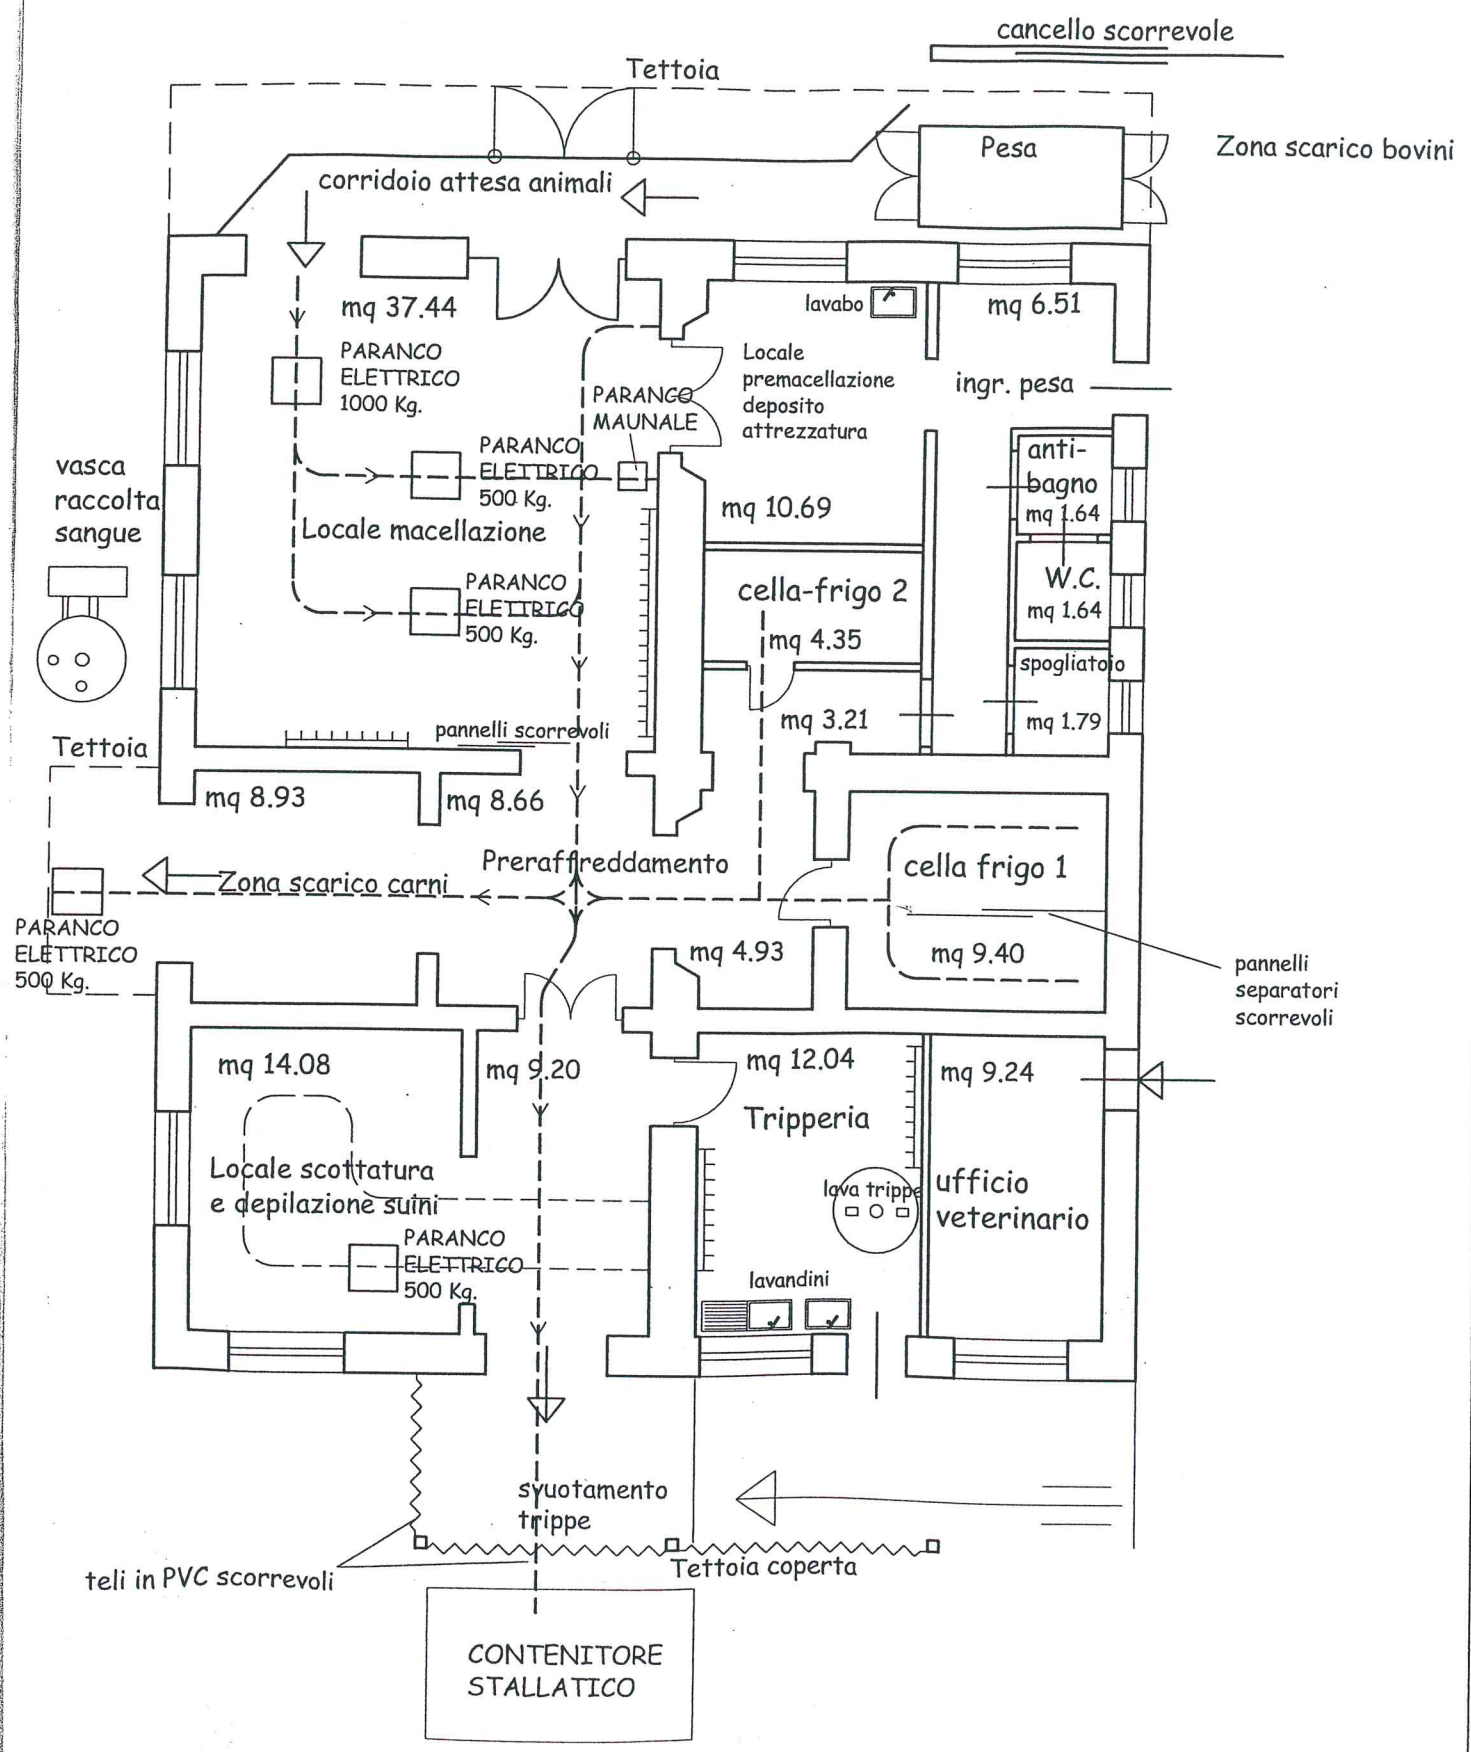 cancello scorrevole
Tettoia
Pesa
Zona scarico bovini
corridoio attesa animali
mq 37.44
lavabo
mq 6.51
PARANCO
ELETTRICO
1000 Kg.
Locale
premacellazione
deposito
attrezzatura
ingr. pesa
PARANCO
MAUNALE
PARANCO
ELETTRICO
500 Kg.
anti-
bagno
mq 1.64
vasca
raccolta
sangue
mq 10.69
Locale macellazione
PARANCO
ELETTRICO
500 Kg.
cella-frigo 2
mq 4.35
W.C.
mq 1.64
spogliatoio
mq 1.79
mq 3.21
pannelli scorrevoli
Tettoia
mq 8.93
mq 8.66
Preraffreddamento
cella frigo 1
Zona scarico carni
PARANCO
ELETTRICO
500 Kg.
mq 4.93
mq 9.40
pannelli
separatori
scorrevoli
mq 14.08
mq 9.20
mq 12.04
mq 9.24
Tripperia
Locale scottatura
e depilazione suini
lava trippe
ufficio
veterinario
PARANCO
ELETTRICO
500 Kg.
lavandini
svuotamento
trippe
Tettoia coperta
teli in PVC scorrevoli
CONTENITORE
STALLATICO